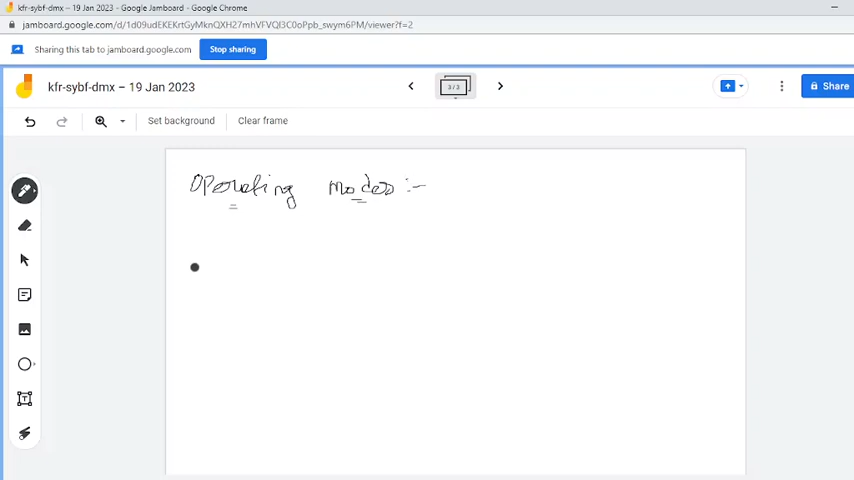 kfr-sybf-dmx – 19 Jan 2023 - Google Jamboard - Google Chrome
jamboard.google.com/d/1d09udEKEKrtGyMknQXH27mhVFVQI3C0oPpb_swym6PM/viewer?f=2
Sharing this tab to jamboard.google.com Stop sharing
kfr-sybf-dmx – 19 Jan 2023 3 / 3 Share
Set background Clear frame
Operating modes :-